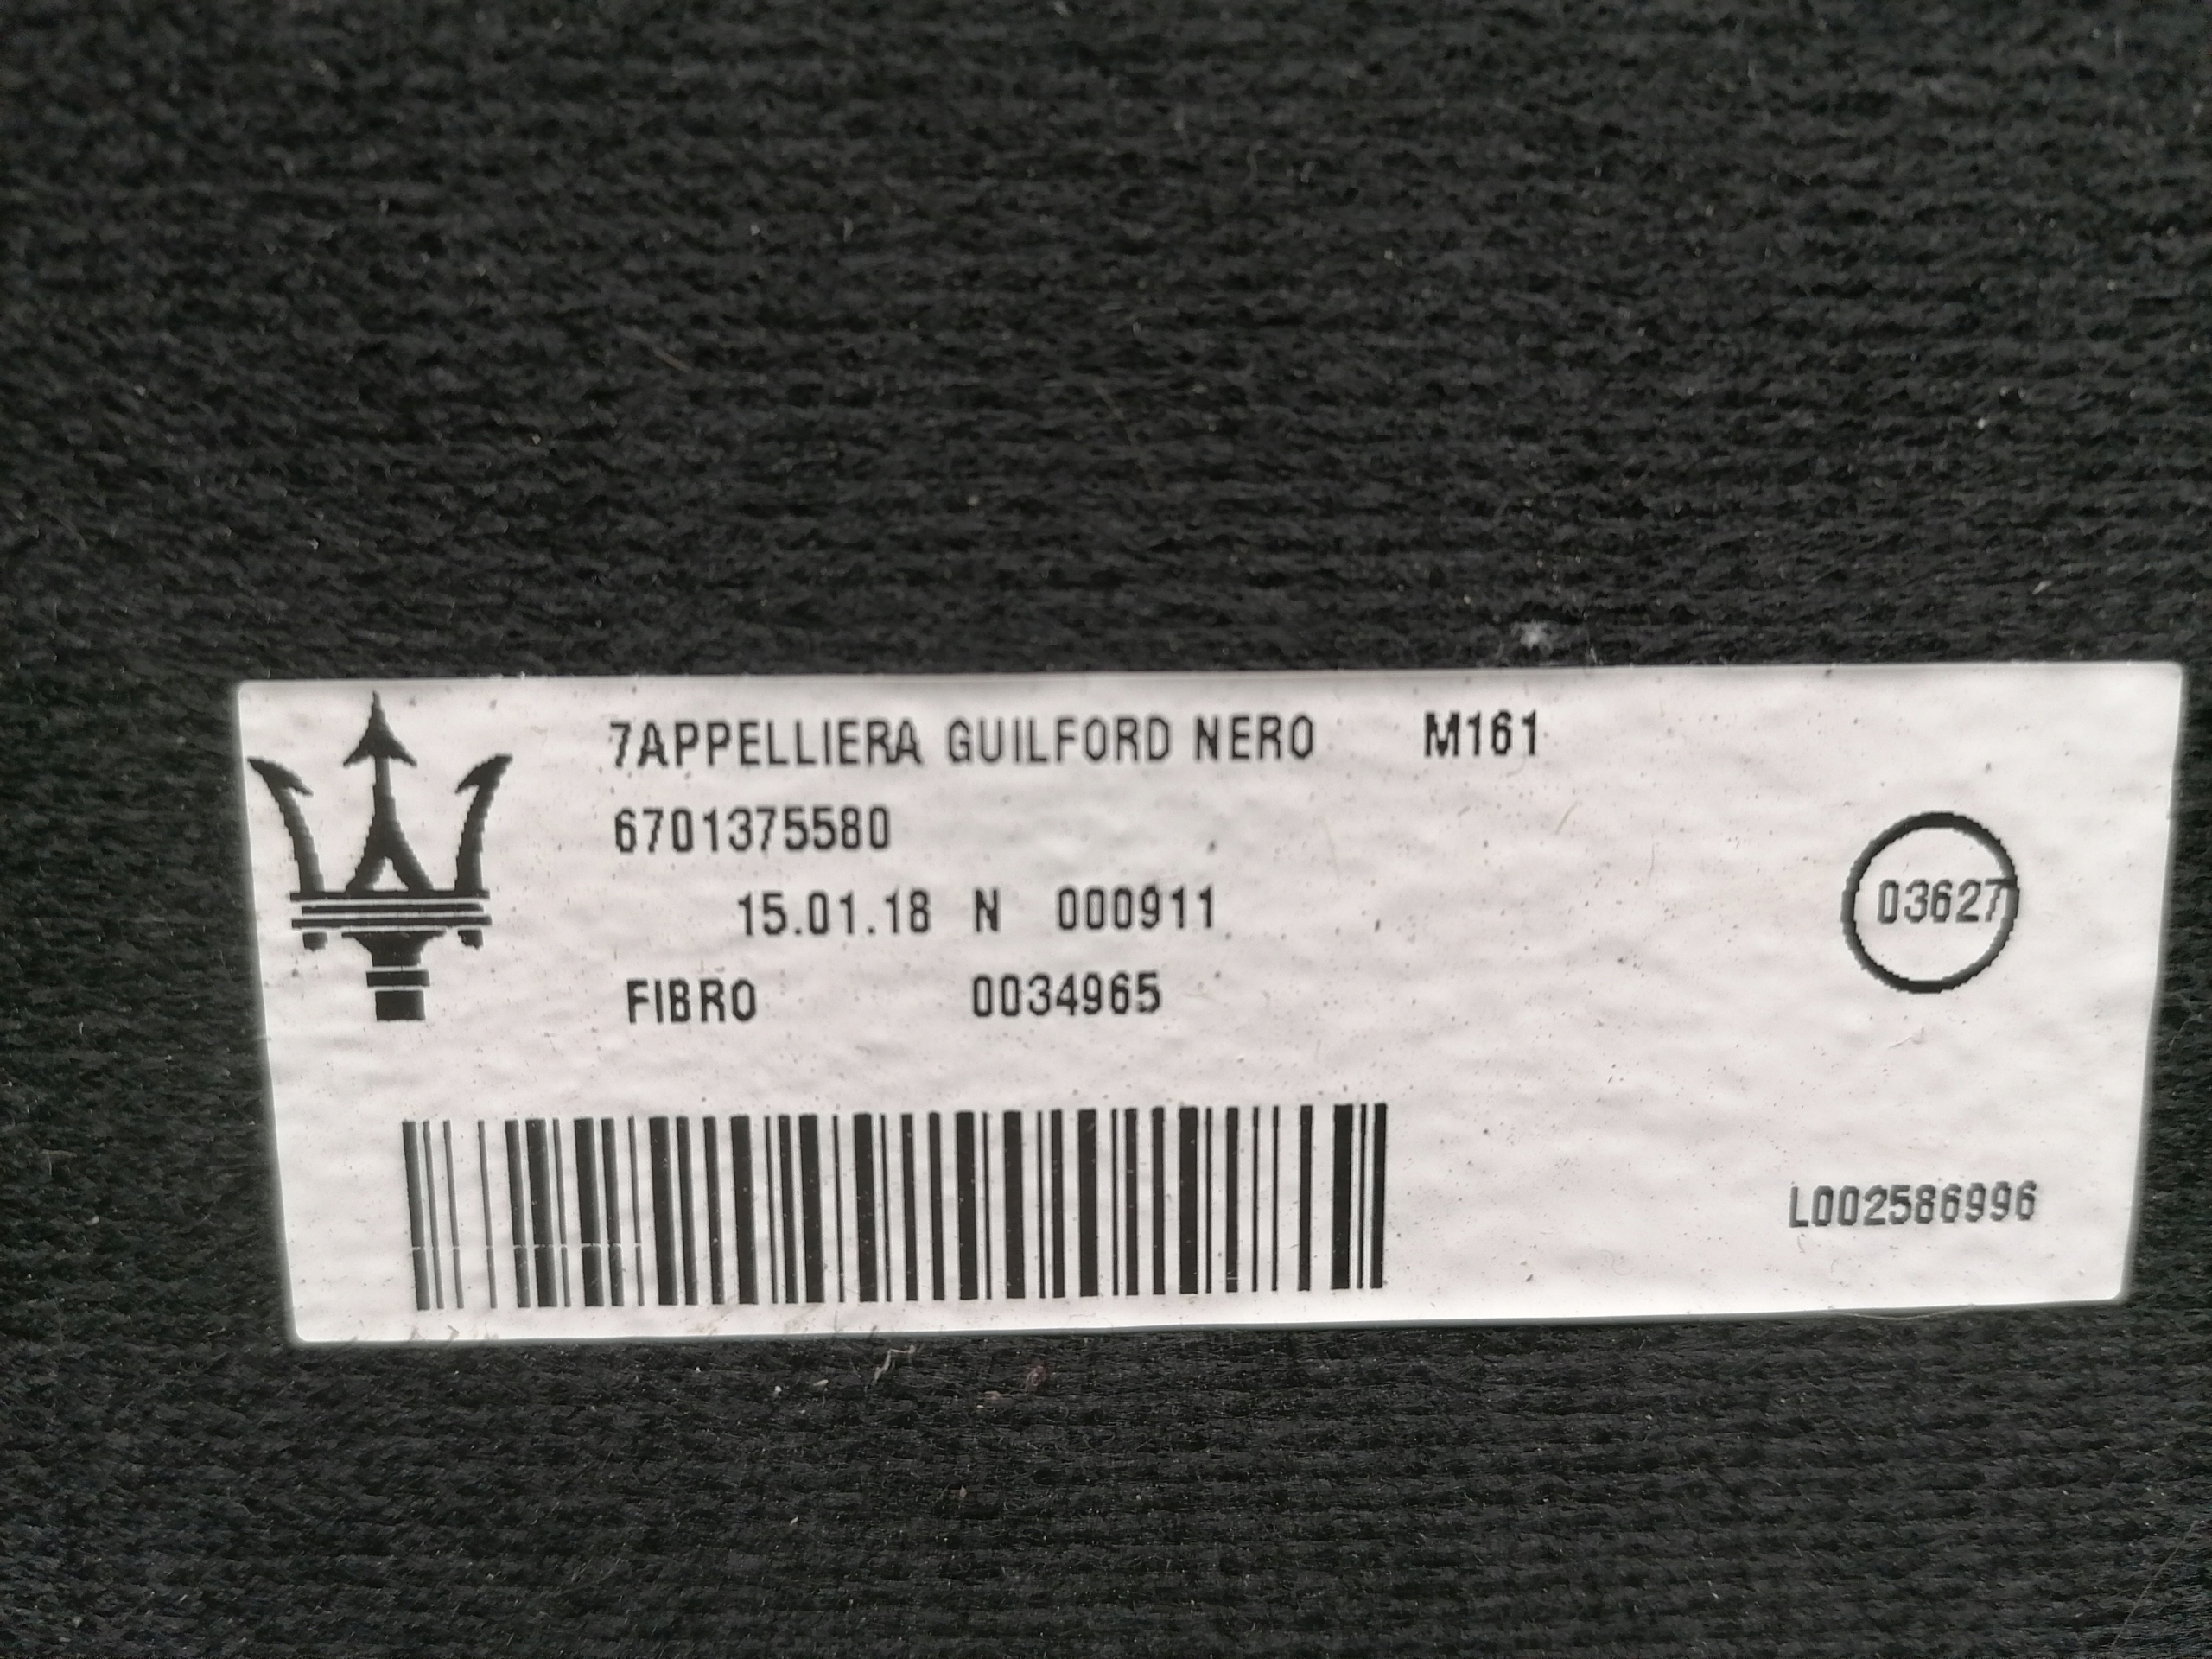 7APPELLIERA GUILFORD NERO M161
6701375580
15.01.18 N 000911
03627
FIBRO 0034965
L002586996